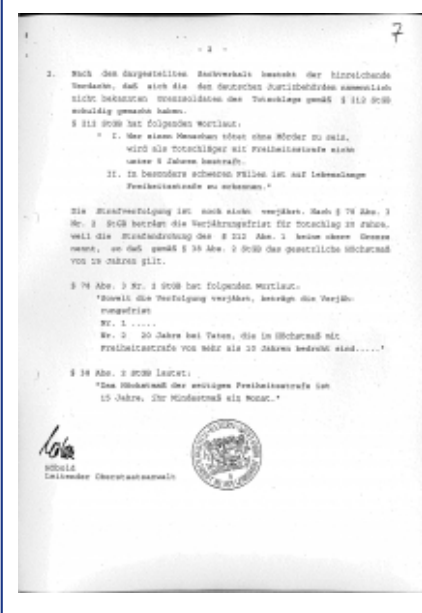 7
- 3 -
2. Nach dem dargestellten Sachverhalt besteht der hinreichende
Verdacht, daß sich die den deutschen Justizbehörden namentlich
nicht bekannten Grenzsoldaten des Totschlags gemäß § 212 StGB
schuldig gemacht haben.
§ 212 StGB hat folgenden Wortlaut:
" I. Wer einen Menschen tötet ohne Mörder zu sein,
wird als Totschläger mit Freiheitsstrafe nicht
unter 5 Jahren bestraft.
II. In besonders schweren Fällen ist auf lebenslange
Freiheitsstrafe zu erkennen."
Die Strafverfolgung ist noch nicht verjährt. Nach § 78 Abs. 3
Nr. 2 StGB beträgt die Verjährungsfrist für Totschlag 20 Jahre,
weil die Strafandrohung des § 212 Abs. 1 keine obere Grenze
nennt, so daß gemäß § 38 Abs. 2 StGB das gesetzliche Höchstmaß
von 15 Jahren gilt.
§ 78 Abs. 3 Nr. 2 StGB hat folgenden Wortlaut:
"Soweit die Verfolgung verjährt, beträgt die Verjäh-
rungsfrist
Nr. 1 .....
Nr. 2 20 Jahre bei Taten, die im Höchstmaß mit
Freiheitsstrafe von mehr als 10 Jahren bedroht sind....."
§ 38 Abs. 2 StGB lautet:
"Das Höchstmaß der zeitigen Freiheitsstrafe ist
15 Jahre, ihr Mindestmaß ein Monat."
Leitender Oberstaatsanwalt